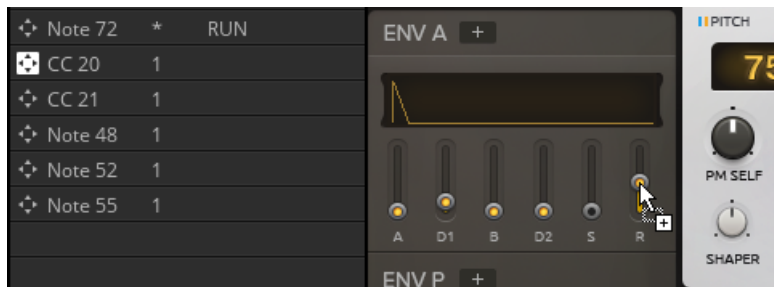 Note 72 * RUN
CC 20 1
CC 21 1
Note 48 1
Note 52 1
Note 55 1
ENV A +
A D1 B D2 S R
ENV P +
PITCH
75
PM SELF
SHAPER